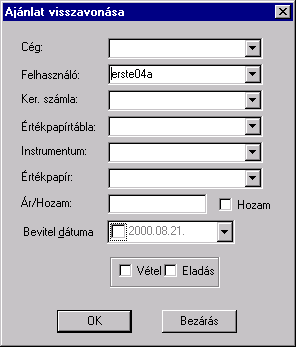 Ajánlat visszavonása
Cég:
Felhasználó: erste04a
Ker. számla:
Értékpapírtábla:
Instrumentum:
Értékpapír:
Ár/Hozam: Hozam
Bevitel dátuma 2000.08.21.
Vétel Eladás
OK Bezárás